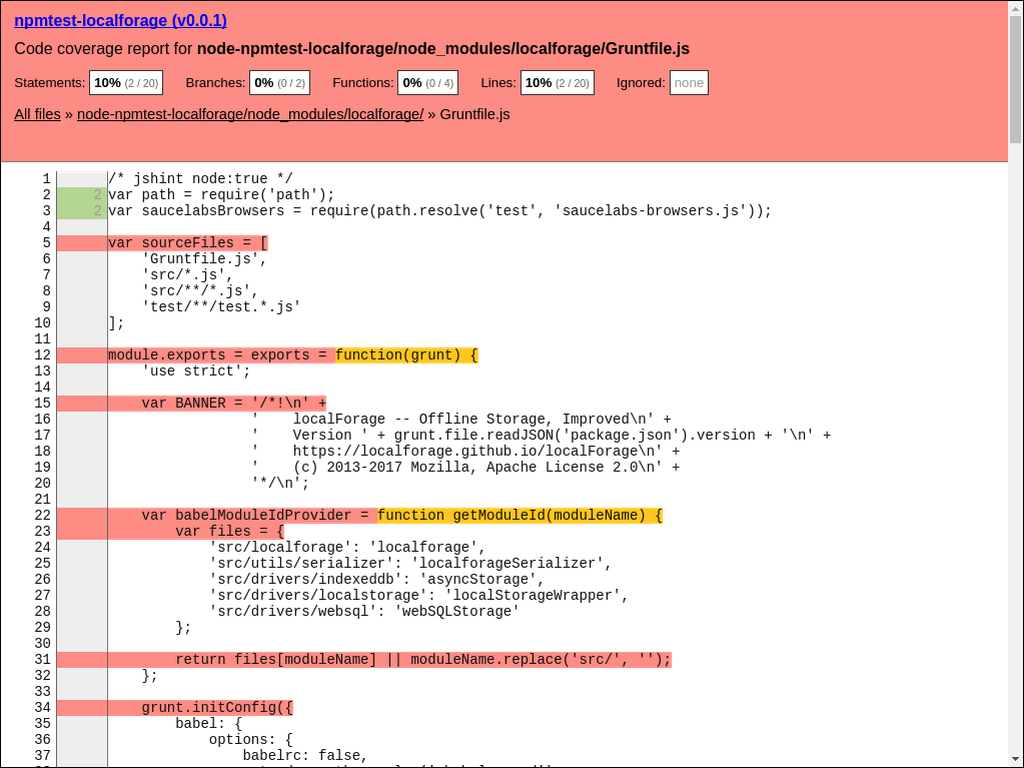 npmtest-localforage (v0.0.1)
Code coverage report for node-npmtest-localforage/node_modules/localforage/Gruntfile.js
Statements: 10% (2 / 20) Branches: 0% (0 / 2) Functions: 0% (0 / 4) Lines: 10% (2 / 20) Ignored: none
All files » node-npmtest-localforage/node_modules/localforage/ » Gruntfile.js
1 /* jshint node:true */
2 2 var path = require('path');
3 2 var saucelabsBrowsers = require(path.resolve('test', 'saucelabs-browsers.js'));
4
5 var sourceFiles = [
6     'Gruntfile.js',
7     'src/*.js',
8     'src/**/*.js',
9     'test/**/test.*.js'
10 ];
11
12 module.exports = exports = function(grunt) {
13     'use strict';
14
15     var BANNER = '/*!\n' +
16                  '    localForage -- Offline Storage, Improved\n' +
17                  '    Version ' + grunt.file.readJSON('package.json').version + '\n' +
18                  '    https://localforage.github.io/localForage\n' +
19                  '    (c) 2013-2017 Mozilla, Apache License 2.0\n' +
20                  '*/\n';
21
22     var babelModuleIdProvider = function getModuleId(moduleName) {
23         var files = {
24             'src/localforage': 'localforage',
25             'src/utils/serializer': 'localforageSerializer',
26             'src/drivers/indexeddb': 'asyncStorage',
27             'src/drivers/localstorage': 'localStorageWrapper',
28             'src/drivers/websql': 'webSQLStorage'
29         };
30
31         return files[moduleName] || moduleName.replace('src/', '');
32     };
33
34     grunt.initConfig({
35         babel: {
36             options: {
37                 babelrc: false,